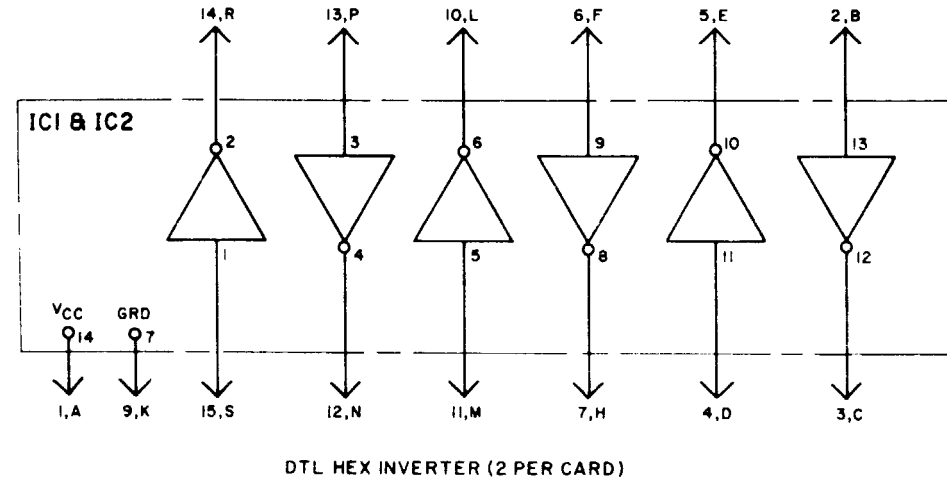 14,R 13,P 10,L 6,F 5,E 2,B
IC1 & IC2
2 3 6 9 10 13
1 4 5 8 11 12
VCC GRD
14 7
1,A 9,K 15,S 12,N 11,M 7,H 4,D 3,C
DTL HEX INVERTER (2 PER CARD)